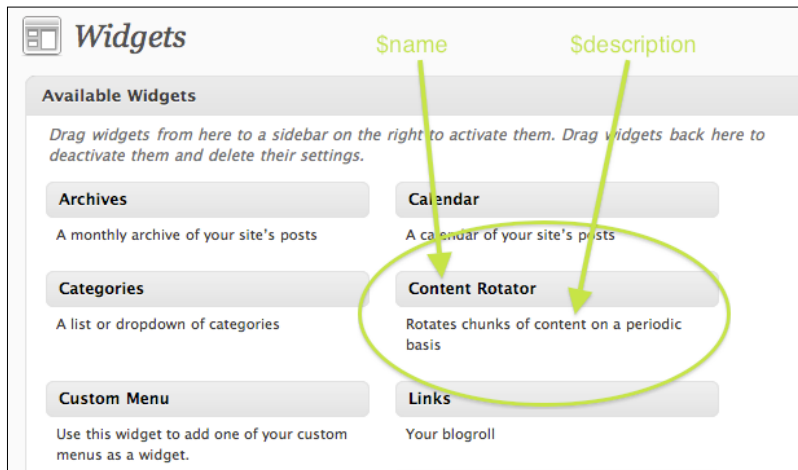 Widgets
$name
$description
Available Widgets
Drag widgets from here to a sidebar on the right to activate them. Drag widgets back here to
deactivate them and delete their settings.
Archives
A monthly archive of your site's posts
Calendar
A calendar of your site's posts
Categories
A list or dropdown of categories
Content Rotator
Rotates chunks of content on a periodic
basis
Custom Menu
Use this widget to add one of your custom
menus as a widget.
Links
Your blogroll